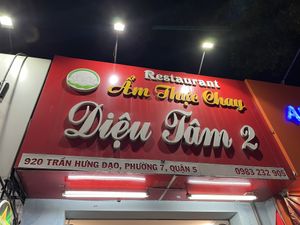 Restaurant
Ẩm Thực Chay
Diệu Tâm 2
920 TRẦN HƯNG ĐẠO, PHƯỜNG 7, QUẬN 5
0983 232 905
A